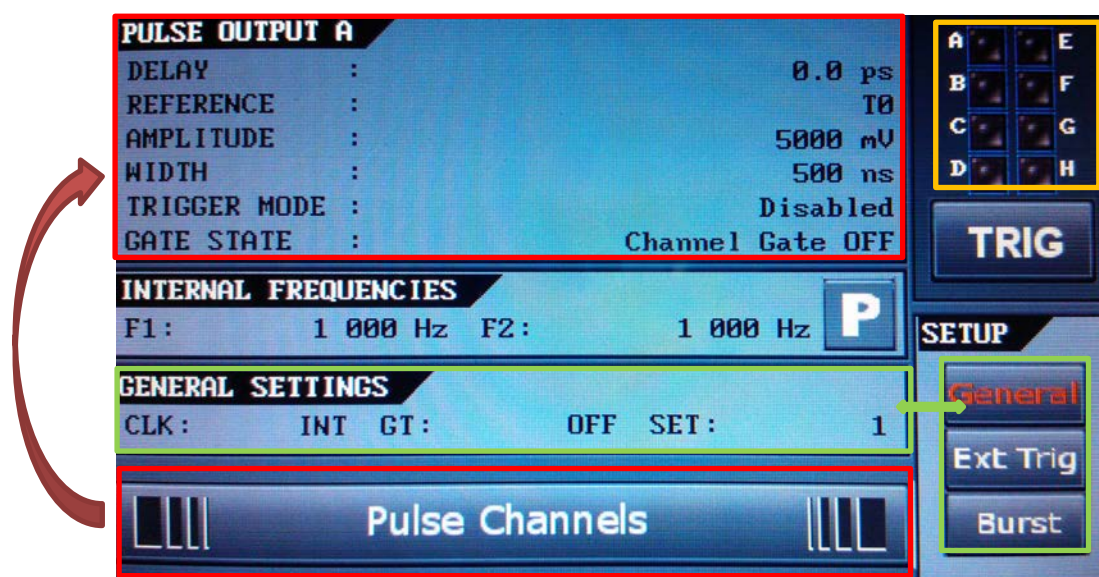 PULSE OUTPUT A
DELAY : 0.0 ps
REFERENCE : T0
AMPLITUDE : 5000 mV
WIDTH : 500 ns
TRIGGER MODE : Disabled
GATE STATE : Channel Gate OFF
INTERNAL FREQUENCIES
F1: 1 000 Hz F2: 1 000 Hz
P
GENERAL SETTINGS
CLK: INT GT: OFF SET: 1
Pulse Channels
A E
B F
C G
D H
TRIG
SETUP
General
Ext Trig
Burst